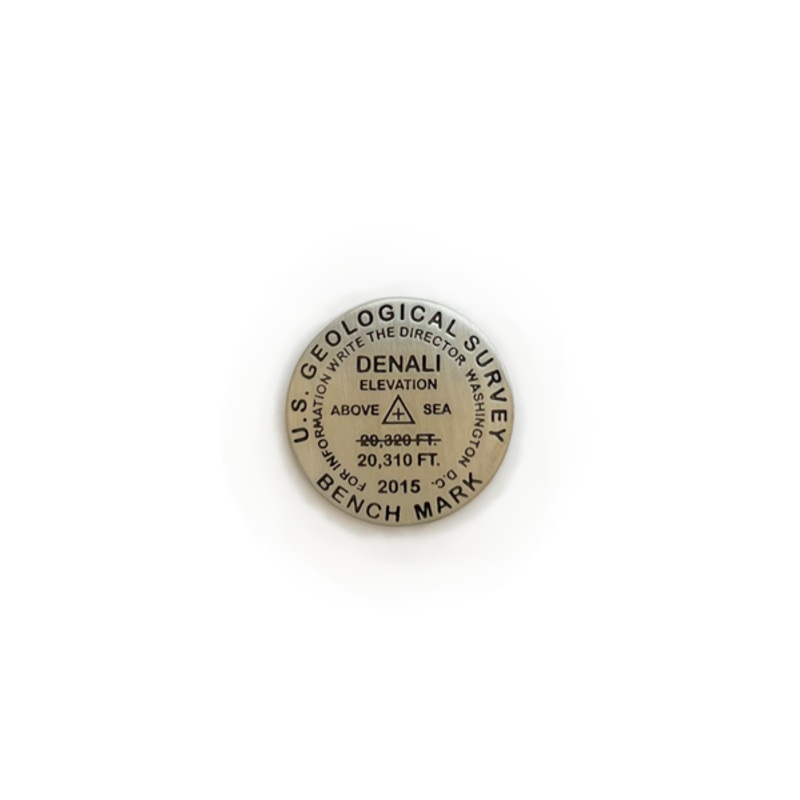 U.S. GEOLOGICAL SURVEY
FOR INFORMATION WRITE THE DIRECTOR WASHINGTON D.C.
DENALI
ELEVATION
ABOVE SEA
20,320 FT.
20,310 FT.
2015
BENCH MARK